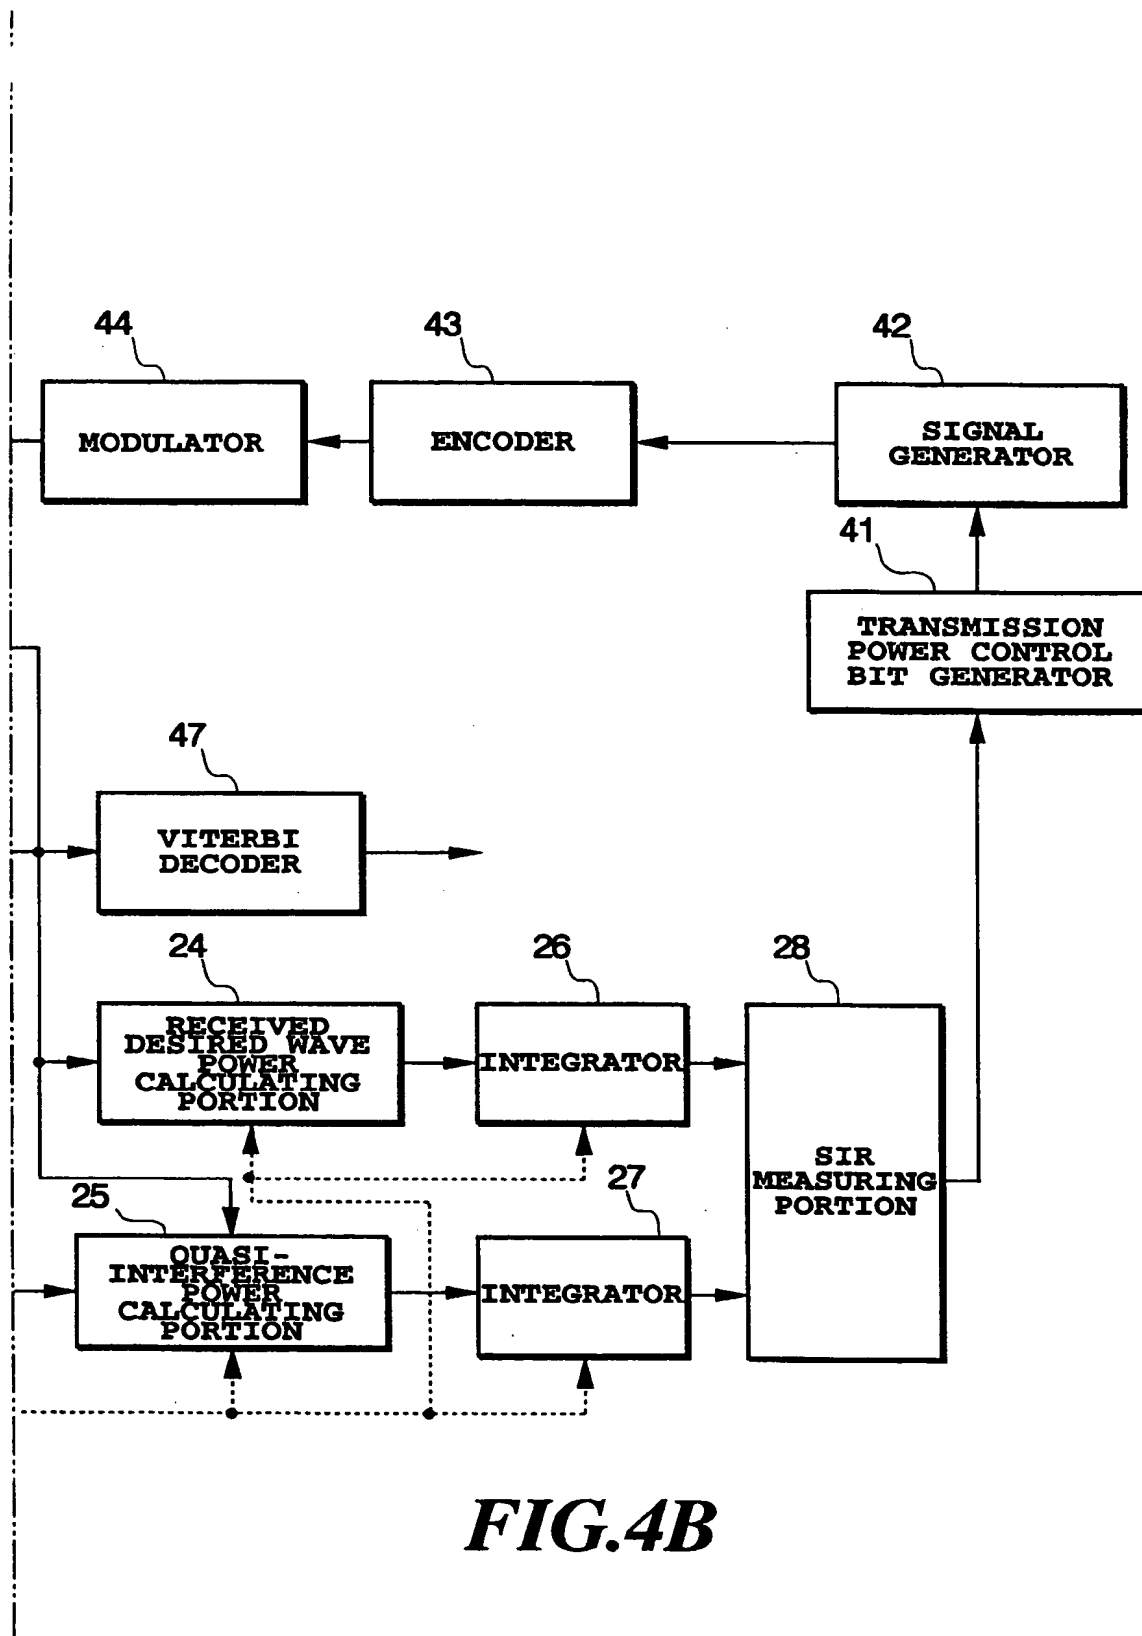 44
43
42
MODULATOR
ENCODER
SIGNAL
GENERATOR
41
TRANSMISSION
POWER CONTROL
BIT GENERATOR
47
VITERBI
DECODER
24
26
28
RECEIVED
DESIRED WAVE
POWER
CALCULATING
PORTION
INTEGRATOR
SIR
MEASURING
PORTION
25
27
QUASI-
INTERFERENCE
POWER
CALCULATING
PORTION
INTEGRATOR
FIG.4B